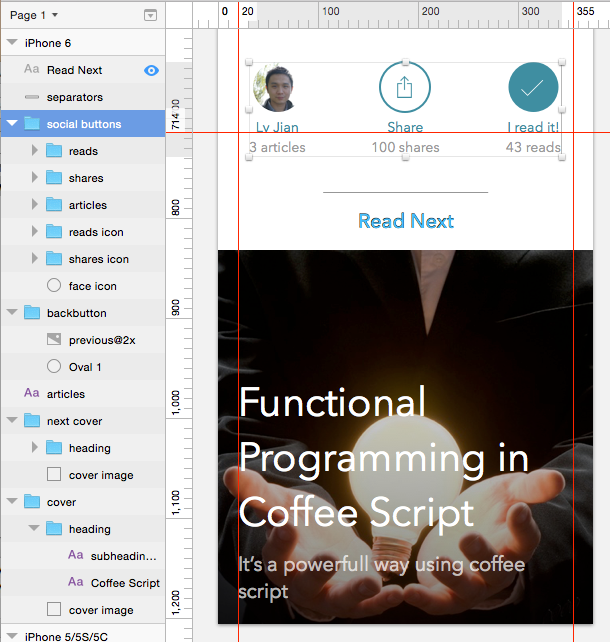 Page 1
0 20 100 200 300 355
iPhone 6
Aa Read Next
separators
social buttons
reads
shares
articles
reads icon
shares icon
face icon
backbutton
previous@2x
Oval 1
Aa articles
next cover
heading
cover image
cover
heading
Aa subheadin...
Aa Coffee Script
cover image
iPhone 5/5S/5C
714
800
900
1,000
1,100
1,200
Lv Jian Share I read it!
3 articles 100 shares 43 reads
Read Next
Functional
Programming in
Coffee Script
It's a powerfull way using coffee
script